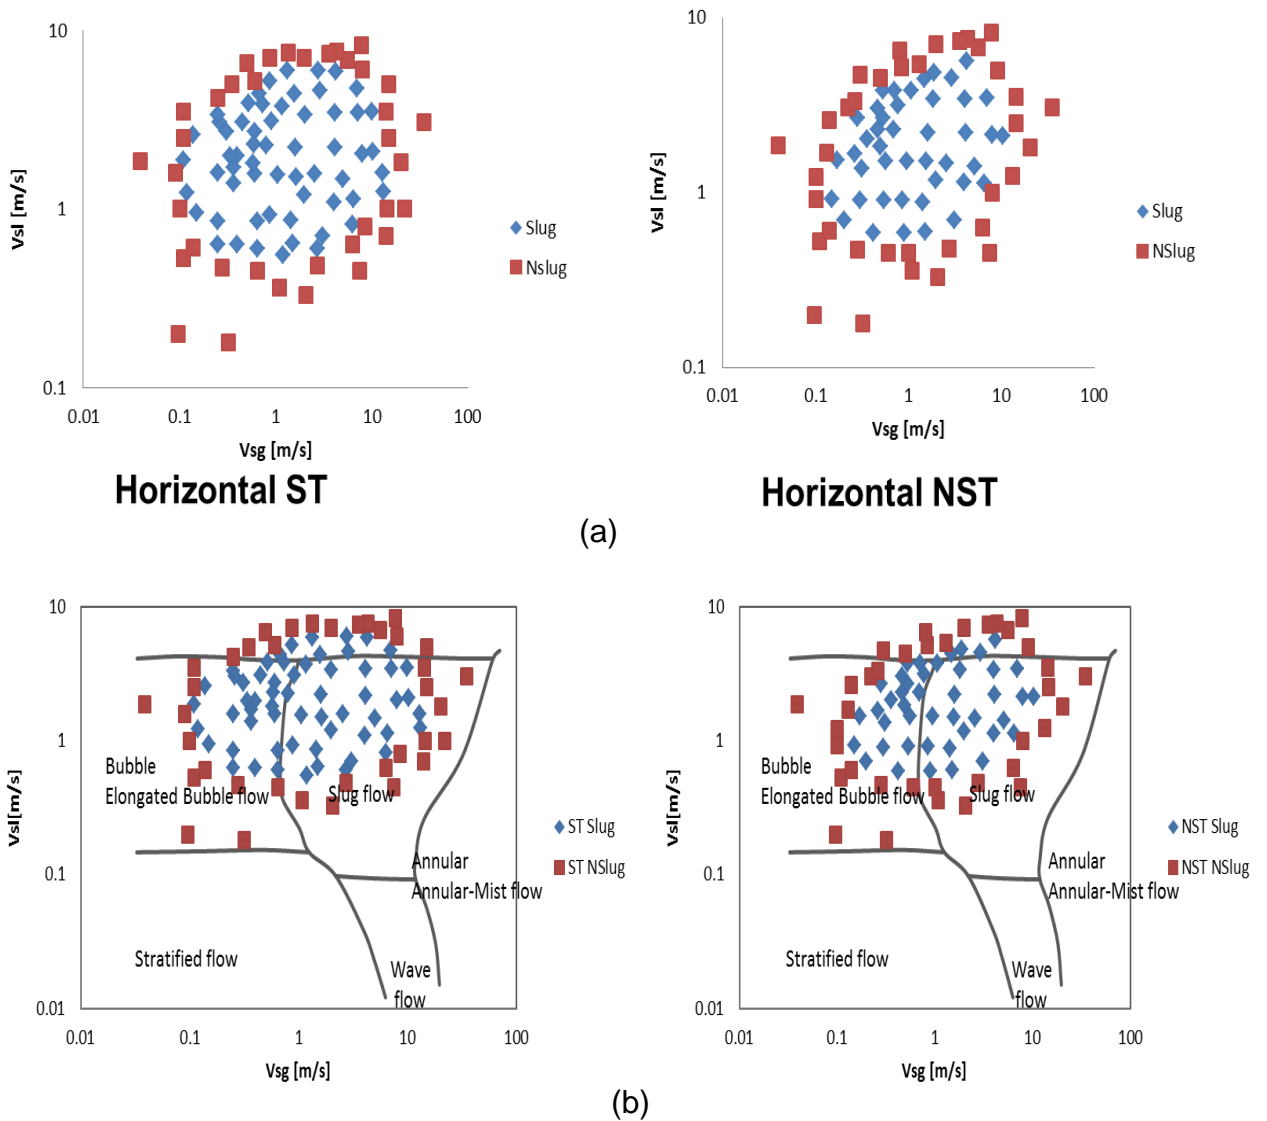 (a)
10
1
0.1
Vsl [m/s]
0.01 0.1 1 10 100
Vsg [m/s]
Slug
Nslug
Horizontal ST
10
1
0.1
Vsl [m/s]
0.01 0.1 1 10 100
Vsg [m/s]
Slug
NSlug
Horizontal NST
(a)
10
1
0.1
0.01
Vsl[m/s]
Bubble
Elongated Bubble flow
Slug flow
Annular
Annular-Mist flow
Stratified flow
Wave
flow
0.01 0.1 1 10 100
Vsg [m/s]
ST Slug
ST NSlug
10
1
0.1
0.01
Vsl[m/s]
Bubble
Elongated Bubble flow
Slug flow
Annular
Annular-Mist flow
Stratified flow
Wave
flow
0.01 0.1 1 10 100
Vsg [m/s]
NST Slug
NST NSlug
(b)